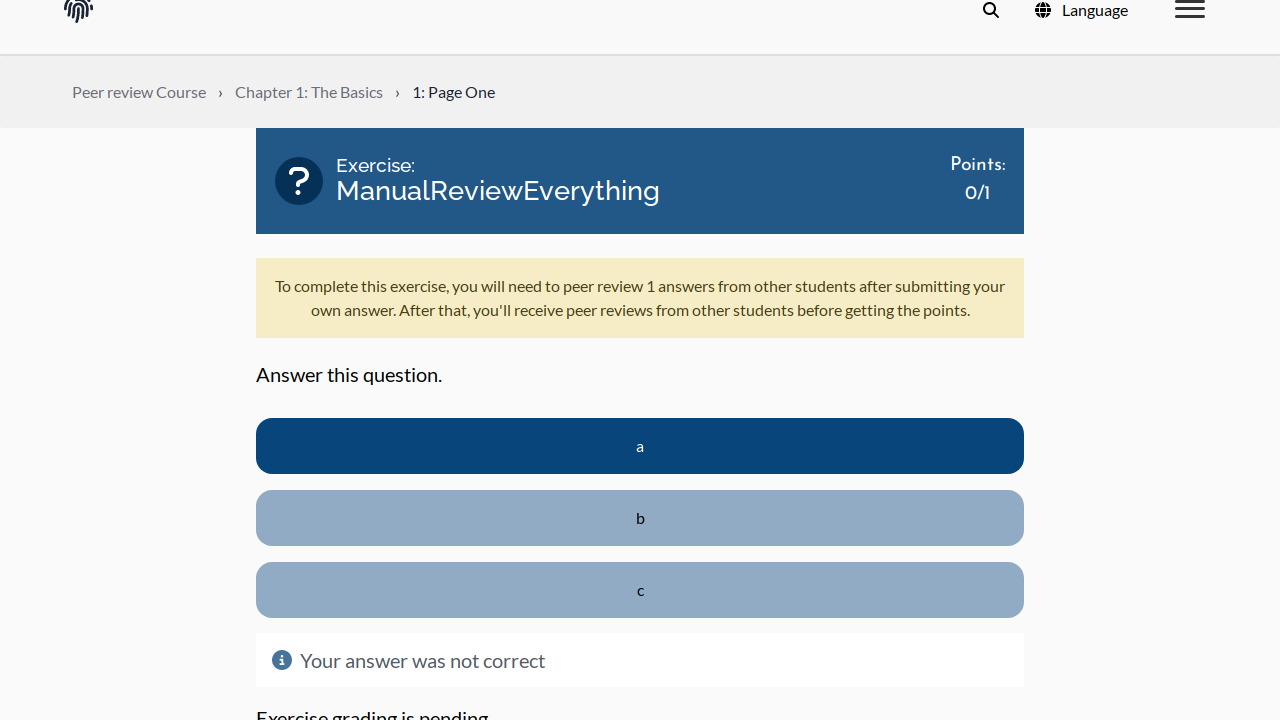 Language
Peer review Course › Chapter 1: The Basics › 1: Page One
Exercise:
ManualReviewEverything
Points:
0/1
To complete this exercise, you will need to peer review 1 answers from other students after submitting your
own answer. After that, you'll receive peer reviews from other students before getting the points.
Answer this question.
a
b
c
Your answer was not correct
Exercise grading is pending